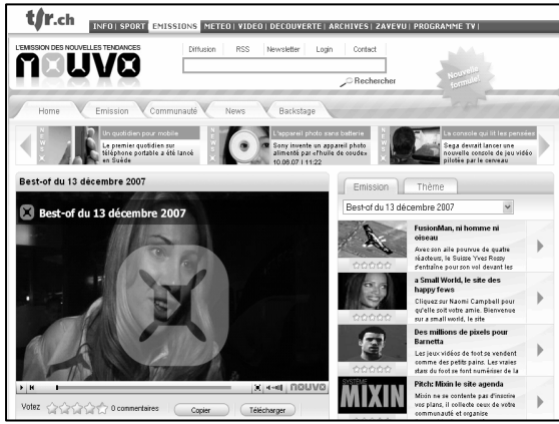 tsr.ch
INFO | SPORT | EMISSIONS | METEO | VIDEO | DECOUVERTE | ARCHIVES | ZAVEVU | PROGRAMME TV |
L'EMISSION DES NOUVELLES TENDANCES
NOUVO
Diffusion RSS Newsletter Login Contact
Rechercher
Nouvelle
formule!
Home Emission Communauté News Backstage
NEWS
Un quotidien pour mobile
Le premier quotidien sur
téléphone portable a été lancé
en Suède
NEWS
L'appareil photo sans batterie
Sony invente un appareil photo
alimenté par «l'huile de coude»
10.06.07 | 11:22
NEWS
La console qui lit les pensées
Sega devrait lancer une
nouvelle console de jeu vidéo
pilotée par le cerveau
Best-of du 13 décembre 2007
Best-of du 13 décembre 2007
NOUVO
Votez 0 commentaires Copier Télécharger
Emission Thème
Best-of du 13 décembre 2007
FusionMan, ni homme ni
oiseau
Avec son aile pourvue de quatre
réacteurs, le Suisse Yves Rossy
s'entraîne pour son vol devant les
a Small World, le site des
happy fews
Cliquez sur Naomi Campbell pour
qu'elle soit votre amie. Bienvenue
sur a small world, le site
Des millions de pixels pour
Barnetta
Les jeux vidéos de foot se vendent
comme des petits pains. Les vraies
stars du foot se font numériser de la
SYSTÈME
MIXIN
Pitch: Mixin le site agenda
Mixin ne se contente pas d'inscrire
vos plans, il collecte ceux de votre
communauté et organise